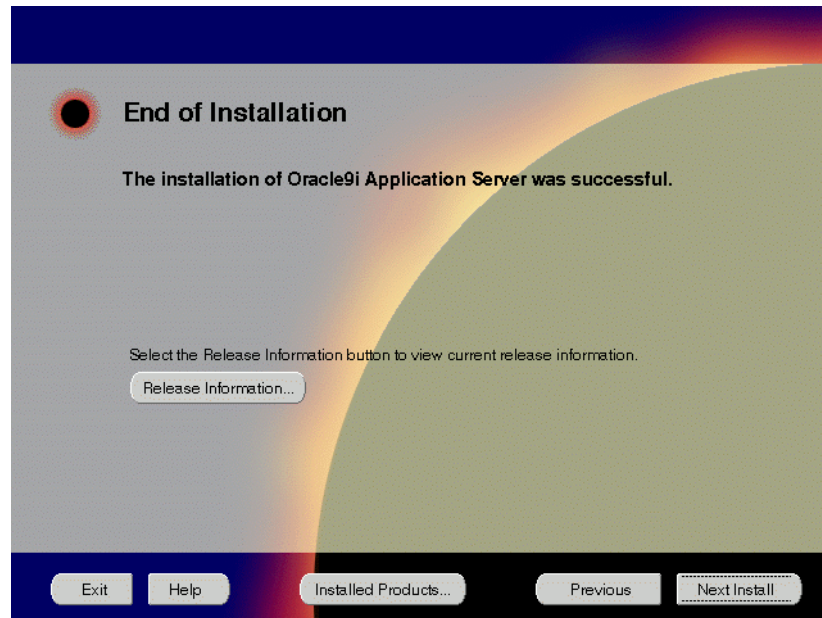 End of Installation
The installation of Oracle9i Application Server was successful.
Select the Release Information button to view current release information.
Release Information...
Exit
Help
Installed Products...
Previous
Next Install